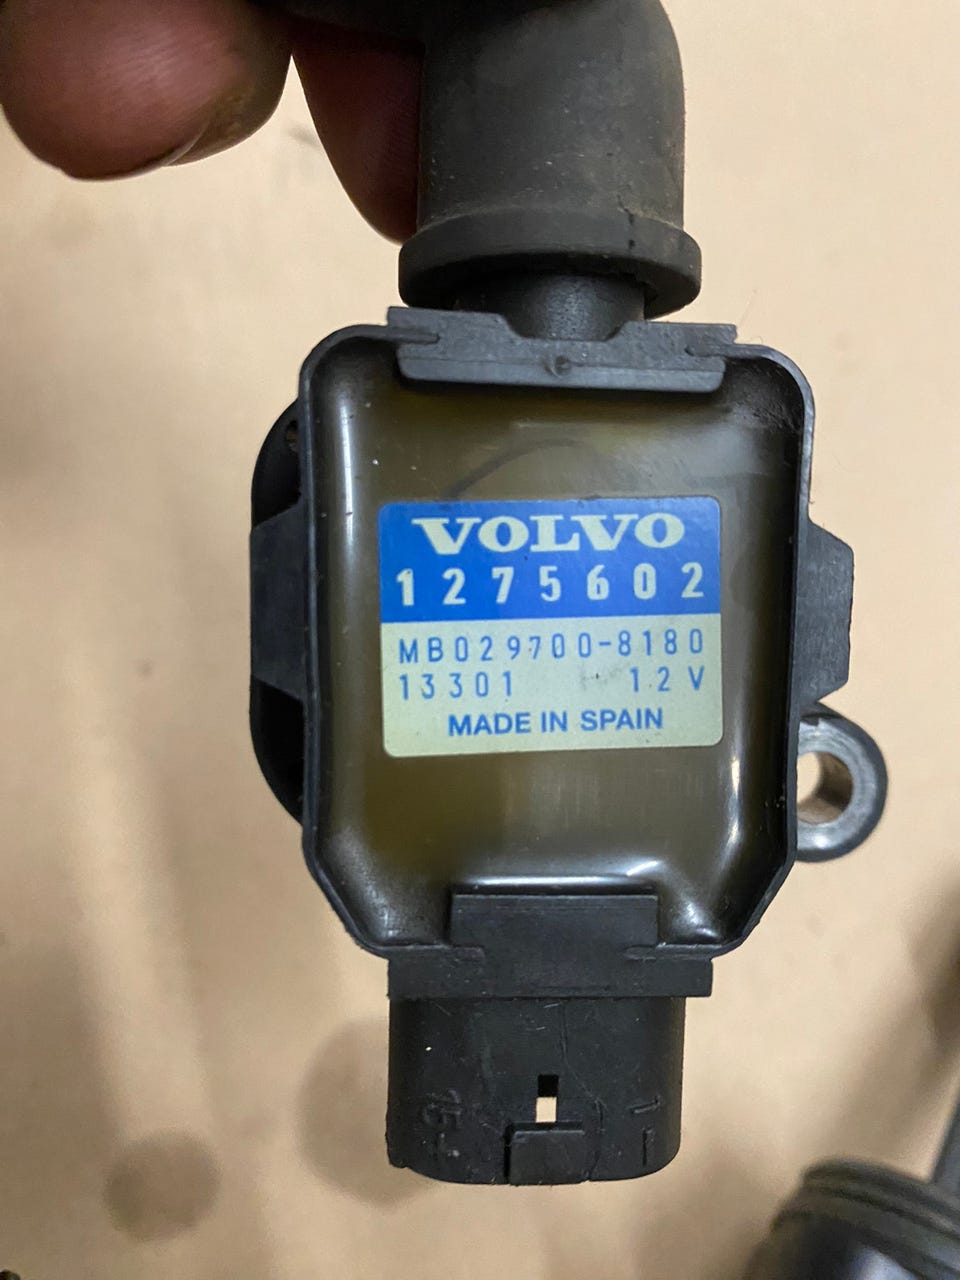 VOLVO
1275602
MB029700-8180
13301 12V
MADE IN SPAIN